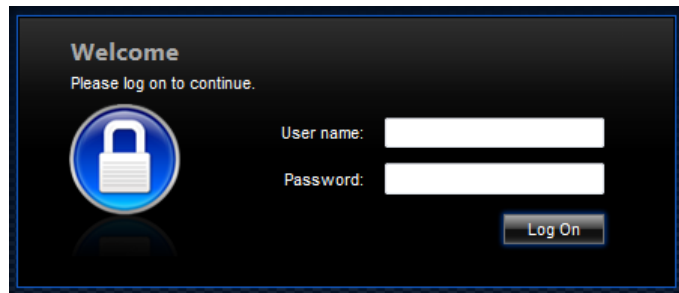 Welcome
Please log on to continue.
User name:
Password:
Log On